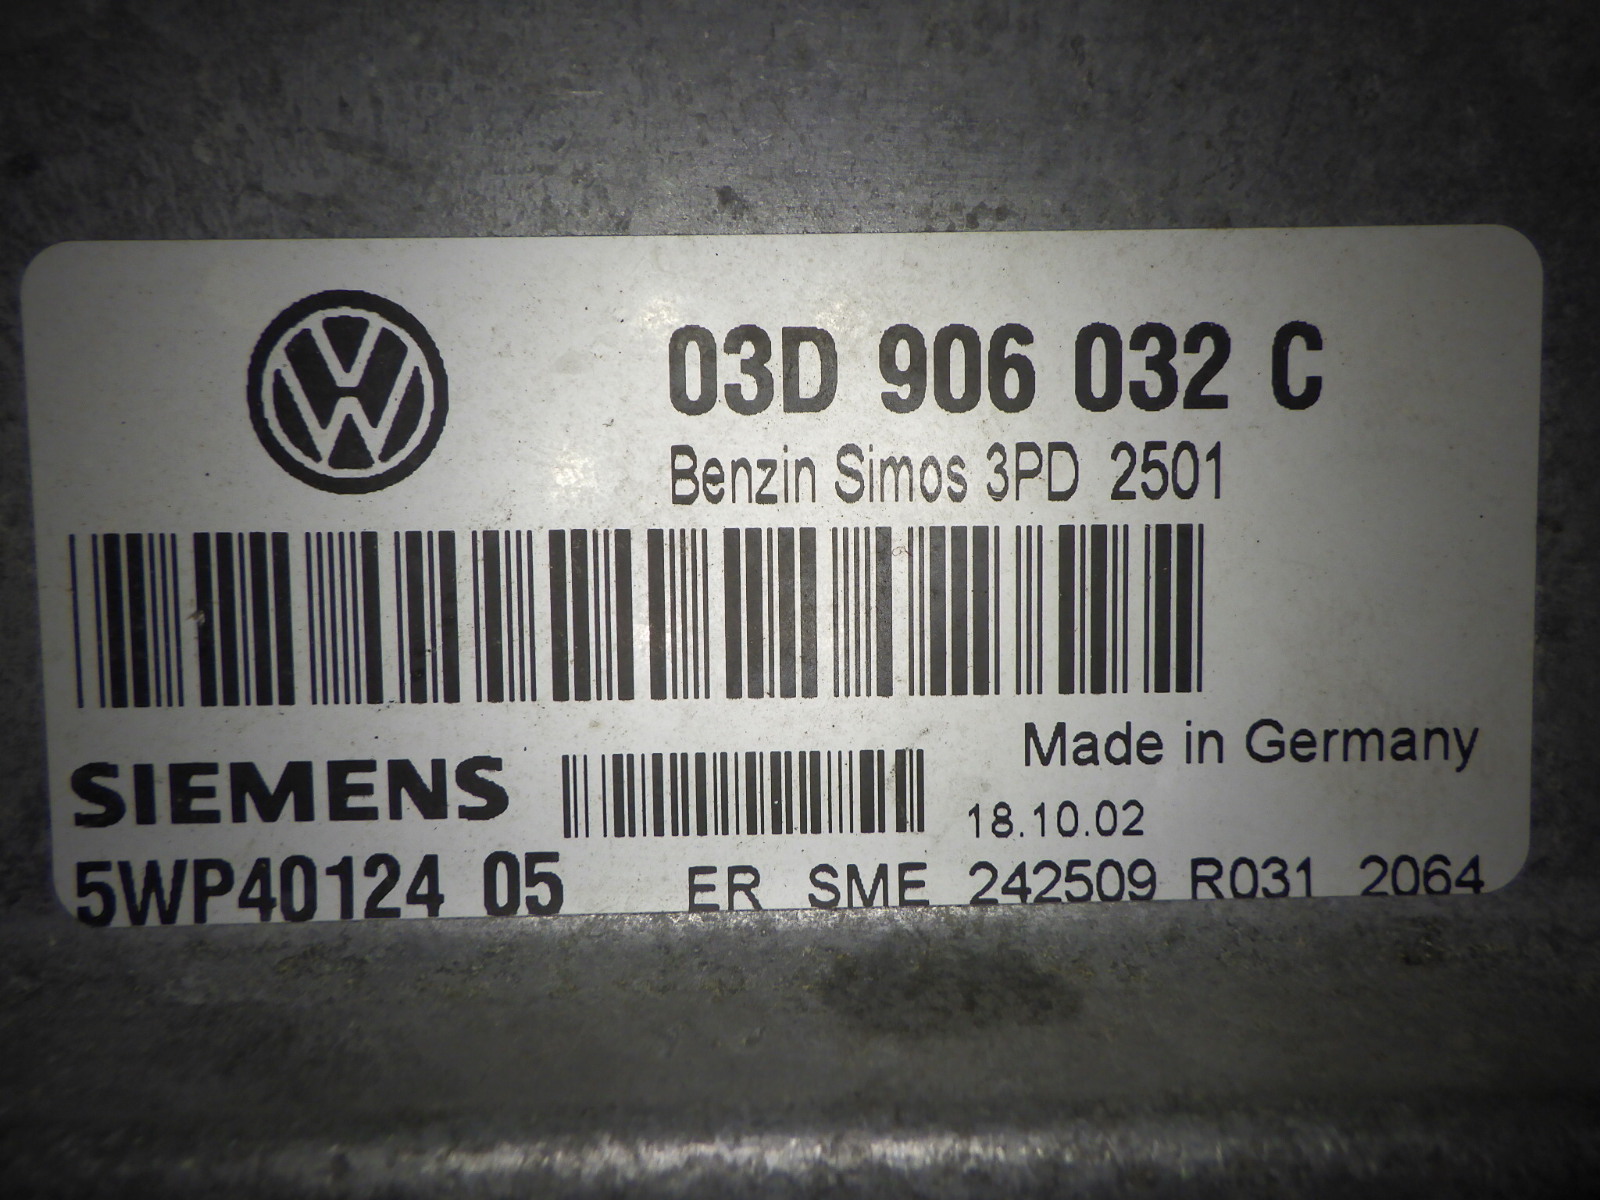 03D 906 032 C
Benzin Simos 3PD 2501
Made in Germany
SIEMENS
18.10.02
5WP40124 05 ER SME 242509 R031 2064